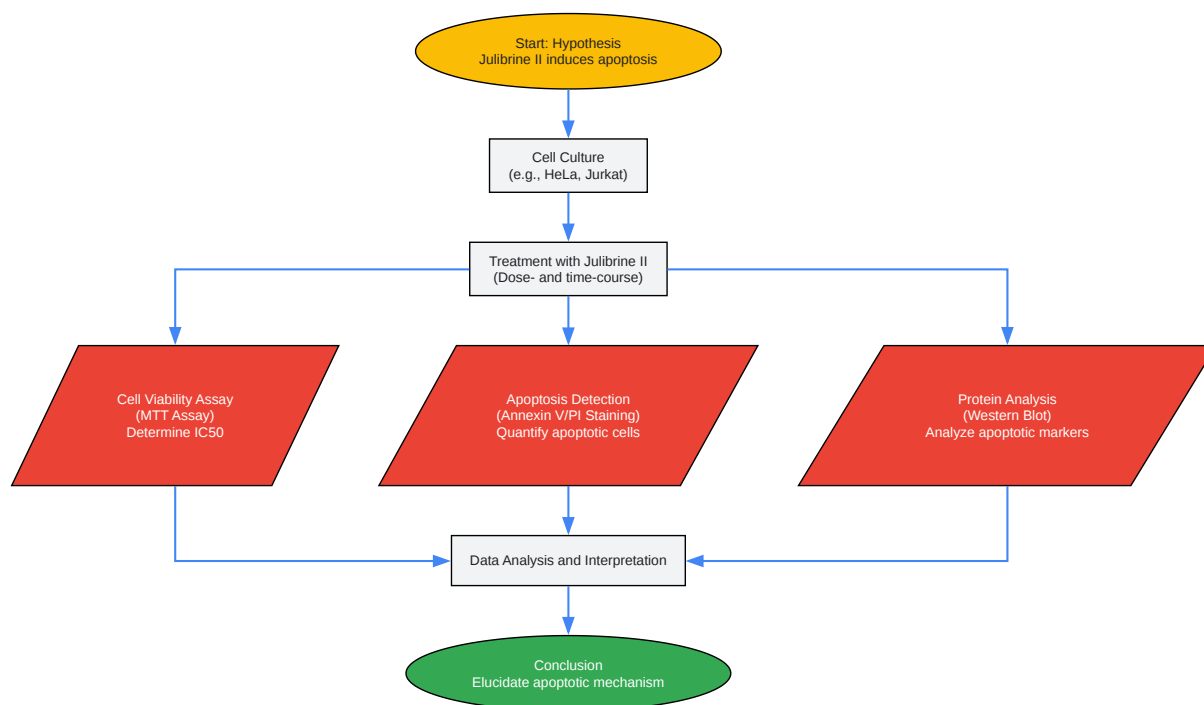 Start: Hypothesis
Julibrine II induces apoptosis
Cell Culture
(e.g., HeLa, Jurkat)
Treatment with Julibrine II
(Dose- and time-course)
Cell Viability Assay
(MTT Assay)
Determine IC50
Apoptosis Detection
(Annexin V/PI Staining)
Quantify apoptotic cells
Protein Analysis
(Western Blot)
Analyze apoptotic markers
Data Analysis and Interpretation
Conclusion
Elucidate apoptotic mechanism